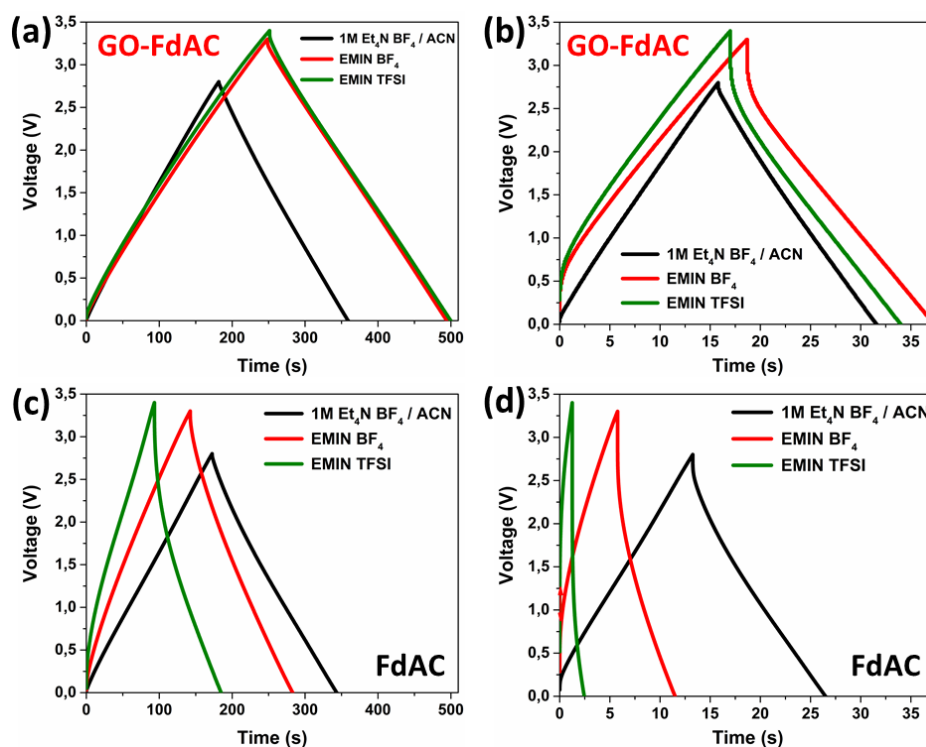 (a)
GO-FdAC
1M Et₄N BF₄ / ACN
EMIN BF₄
EMIN TFSI
Voltage (V)
3,5
3,0
2,5
2,0
1,5
1,0
0,5
0,0
0 100 200 300 400 500
Time (s)
(b)
GO-FdAC
1M Et₄N BF₄ / ACN
EMIN BF₄
EMIN TFSI
Voltage (V)
3,5
3,0
2,5
2,0
1,5
1,0
0,5
0,0
0 5 10 15 20 25 30 35
Time (s)
(c)
1M Et₄N BF₄ / ACN
EMIN BF₄
EMIN TFSI
FdAC
Voltage (V)
3,5
3,0
2,5
2,0
1,5
1,0
0,5
0,0
0 100 200 300 400 500
Time (s)
(d)
1M Et₄N BF₄ / ACN
EMIN BF₄
EMIN TFSI
FdAC
Voltage (V)
3,5
3,0
2,5
2,0
1,5
1,0
0,5
0,0
0 5 10 15 20 25 30 35
Time (s)